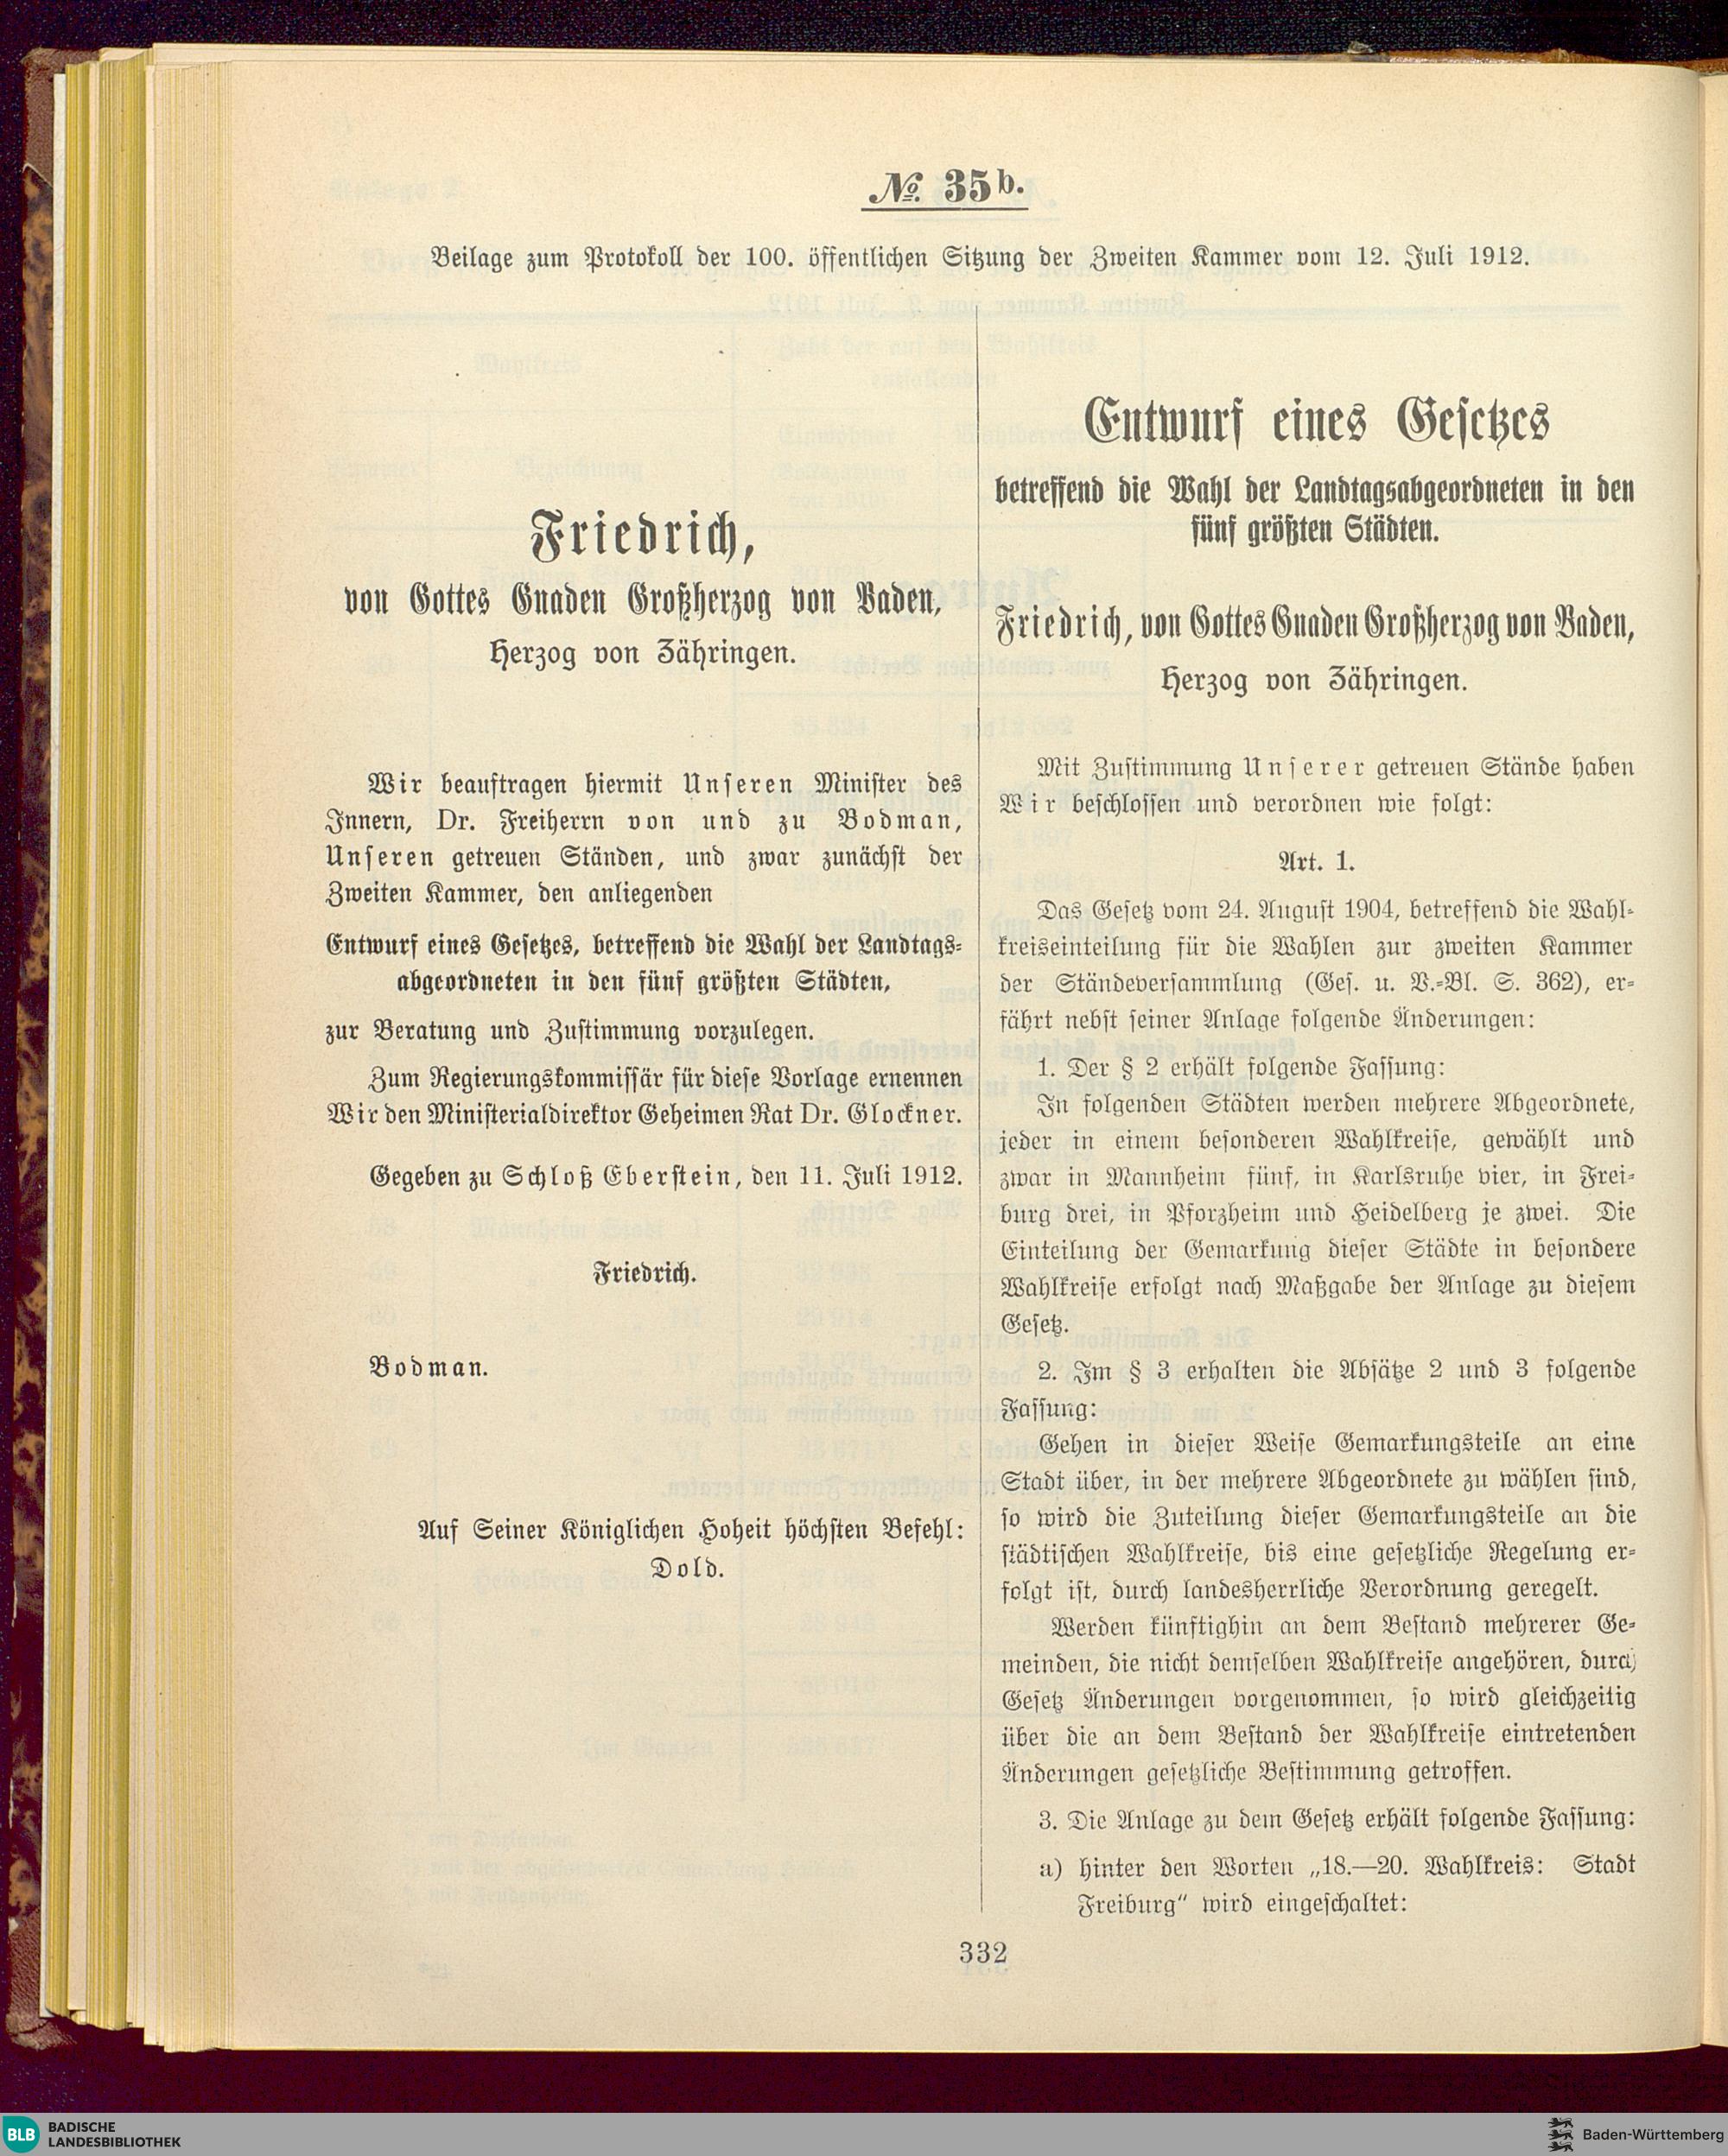 № 35b.
Beilage zum Protokoll der 100. öffentlichen Sitzung der Zweiten Kammer vom 12. Juli 1912.
Friedrich,
von Gottes Gnaden Großherzog von Baden,
Herzog von Zähringen.
Wir beauftragen hiermit Unseren Minister des
Innern, Dr. Freiherrn von und zu Bodman,
Unseren getreuen Ständen, und zwar zunächst der
Zweiten Kammer, den anliegenden
Entwurf eines Gesetzes, betreffend die Wahl der Landtags-
abgeordneten in den fünf größten Städten,
zur Beratung und Zustimmung vorzulegen.
Zum Regierungskommissär für diese Vorlage ernennen
Wir den Ministerialdirektor Geheimen Rat Dr. Glockner.
Gegeben zu Schloß Eberstein, den 11. Juli 1912.
Friedrich.
Bodman.
Auf Seiner Königlichen Hoheit höchsten Befehl:
Dold.
Entwurf eines Gesetzes
betreffend die Wahl der Landtagsabgeordneten in den
fünf größten Städten.
Friedrich, von Gottes Gnaden Großherzog von Baden,
Herzog von Zähringen.
Mit Zustimmung Unserer getreuen Stände haben
Wir beschlossen und verordnen wie folgt:
Art. 1.
Das Gesetz vom 24. August 1904, betreffend die Wahl-
kreiseinteilung für die Wahlen zur zweiten Kammer
der Ständeversammlung (Ges. u. V.-Bl. S. 362), er-
fährt nebst seiner Anlage folgende Änderungen:
1. Der § 2 erhält folgende Fassung:
In folgenden Städten werden mehrere Abgeordnete,
jeder in einem besonderen Wahlkreise, gewählt und
zwar in Mannheim fünf, in Karlsruhe vier, in Frei-
burg drei, in Pforzheim und Heidelberg je zwei. Die
Einteilung der Gemarkung dieser Städte in besondere
Wahlkreise erfolgt nach Maßgabe der Anlage zu diesem
Gesetz.
2. Im § 3 erhalten die Absätze 2 und 3 folgende
Fassung:
Gehen in dieser Weise Gemarkungsteile an eine
Stadt über, in der mehrere Abgeordnete zu wählen sind,
so wird die Zuteilung dieser Gemarkungsteile an die
städtischen Wahlkreise, bis eine gesetzliche Regelung er-
folgt ist, durch landesherrliche Verordnung geregelt.
Werden künftighin an dem Bestand mehrerer Ge-
meinden, die nicht demselben Wahlkreise angehören, durch
Gesetz Änderungen vorgenommen, so wird gleichzeitig
über die an dem Bestand der Wahlkreise eintretenden
Änderungen gesetzliche Bestimmung getroffen.
3. Die Anlage zu dem Gesetz erhält folgende Fassung:
a) hinter den Worten „18.—20. Wahlkreis: Stadt
Freiburg“ wird eingeschaltet:
332
BLB BADISCHE
LANDESBIBLIOTHEK
Baden-Württemberg